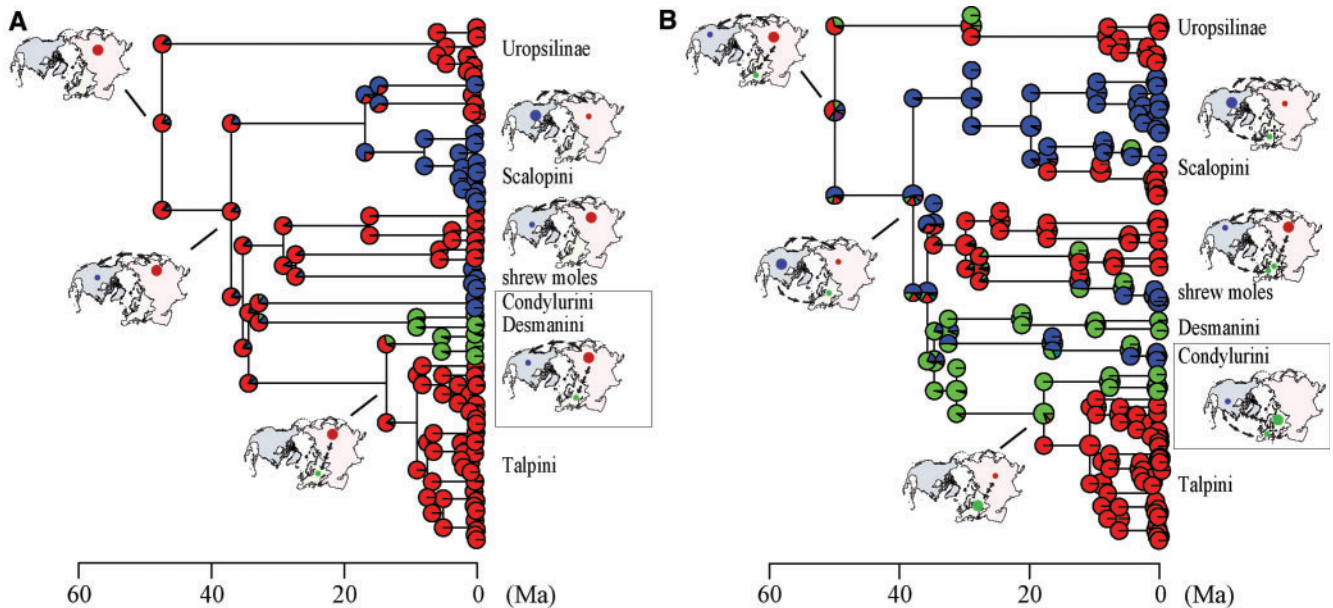 A
Uropsilinae
Scalopini
shrew moles
Condylurini
Desmanini
Talpini
60
40
20
0
(Ma)
B
Uropsilinae
Scalopini
shrew moles
Desmanini
Condylurini
Talpini
60
40
20
0
(Ma)